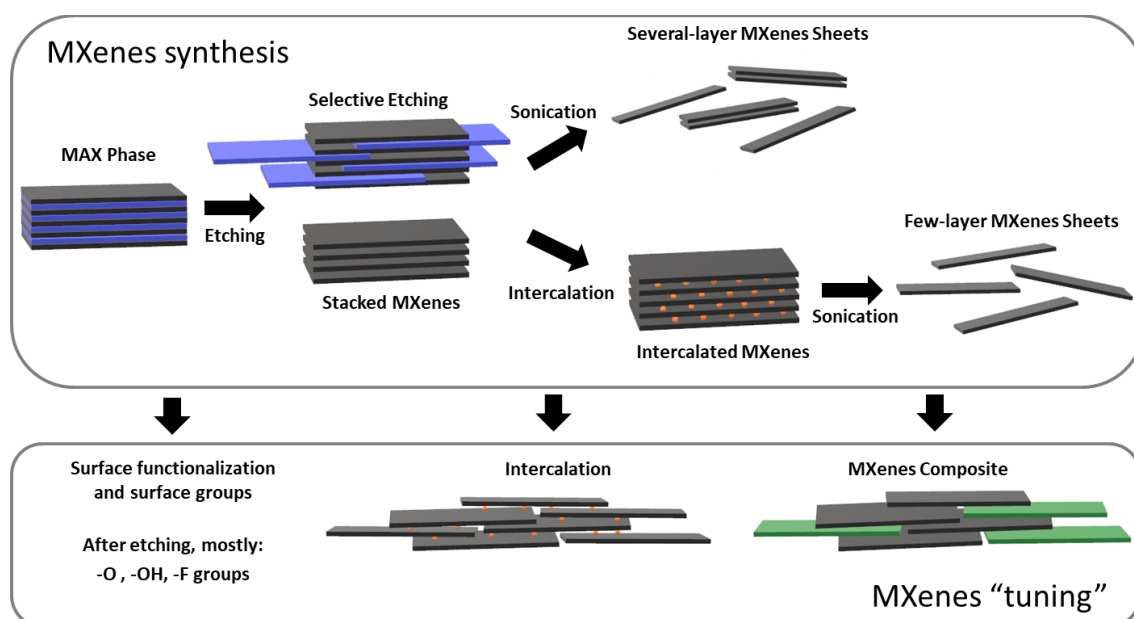 MXenes synthesis
MAX Phase
Etching
Selective Etching
Stacked MXenes
Sonication
Several-layer MXenes Sheets
Intercalation
Intercalated MXenes
Sonication
Few-layer MXenes Sheets
Surface functionalization
and surface groups
After etching, mostly:
-O , -OH, -F groups
Intercalation
MXenes Composite
MXenes “tuning”